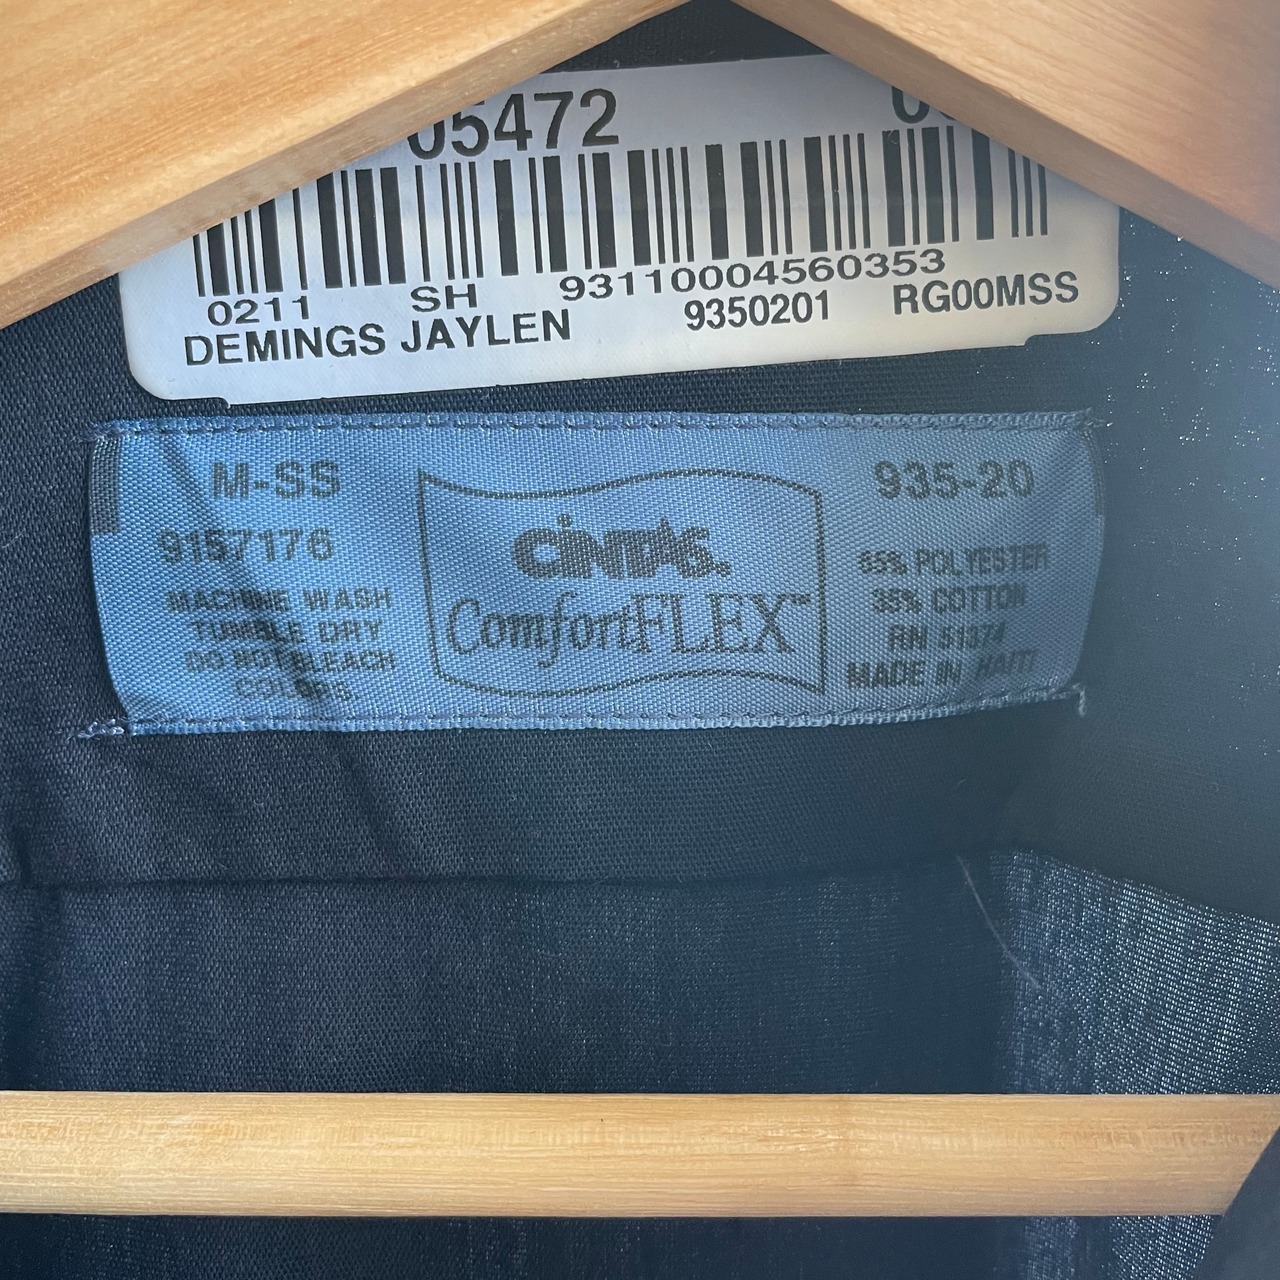 05472
0211 SH 93110004560353
DEMINGS JAYLEN 9350201 RG00MSS
M-SS
9157176
MACHINE WASH
TUMBLE DRY
DO NOT BLEACH
COLORS
CiNTAS.
ComfortFLEX™
935-20
65% POLYESTER
35% COTTON
RN 51374
MADE IN HAITI